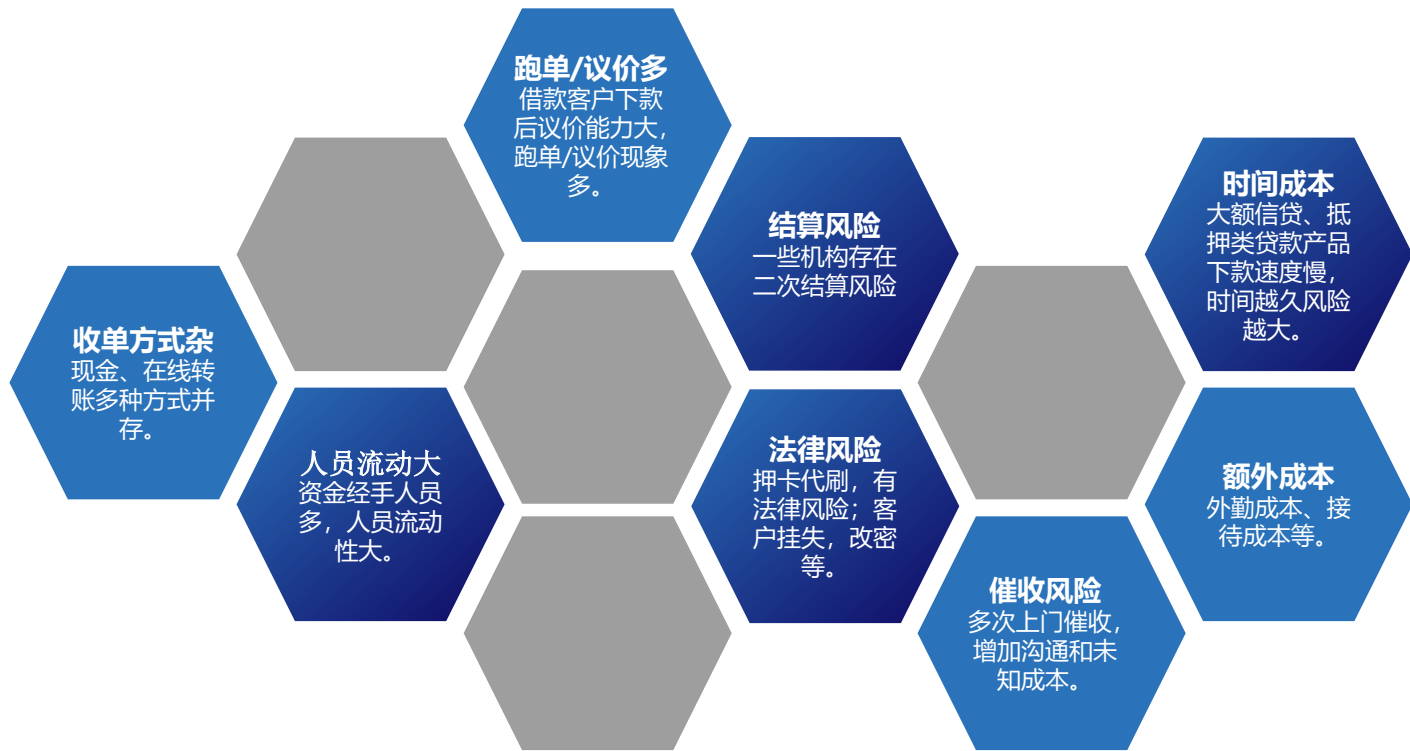 跑单/议价多
借款客户下款
后议价能力大，
跑单/议价现象
多。
结算风险
一些机构存在
二次结算风险
时间成本
大额信贷、抵
押类贷款产品
下款速度慢，
时间越久风险
越大。
收单方式杂
现金、在线转
账多种方式并
存。
人员流动大
资金经手人员
多，人员流动
性大。
法律风险
押卡代刷，有
法律风险；客
户挂失，改密
等。
额外成本
外勤成本、接
待成本等。
催收风险
多次上门催收，
增加沟通和未
知成本。